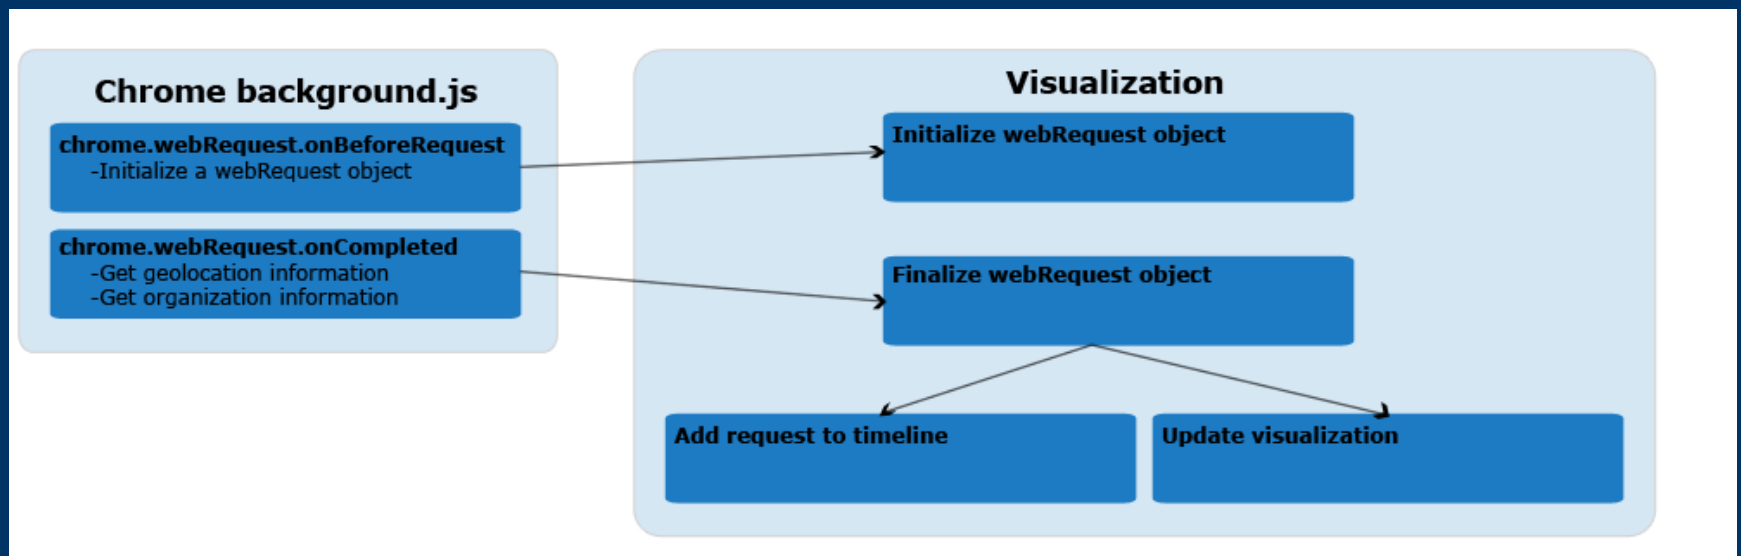 Chrome background.js
chrome.webRequest.onBeforeRequest
-Initialize a webRequest object
chrome.webRequest.onCompleted
-Get geolocation information
-Get organization information
Visualization
Initialize webRequest object
Finalize webRequest object
Add request to timeline
Update visualization